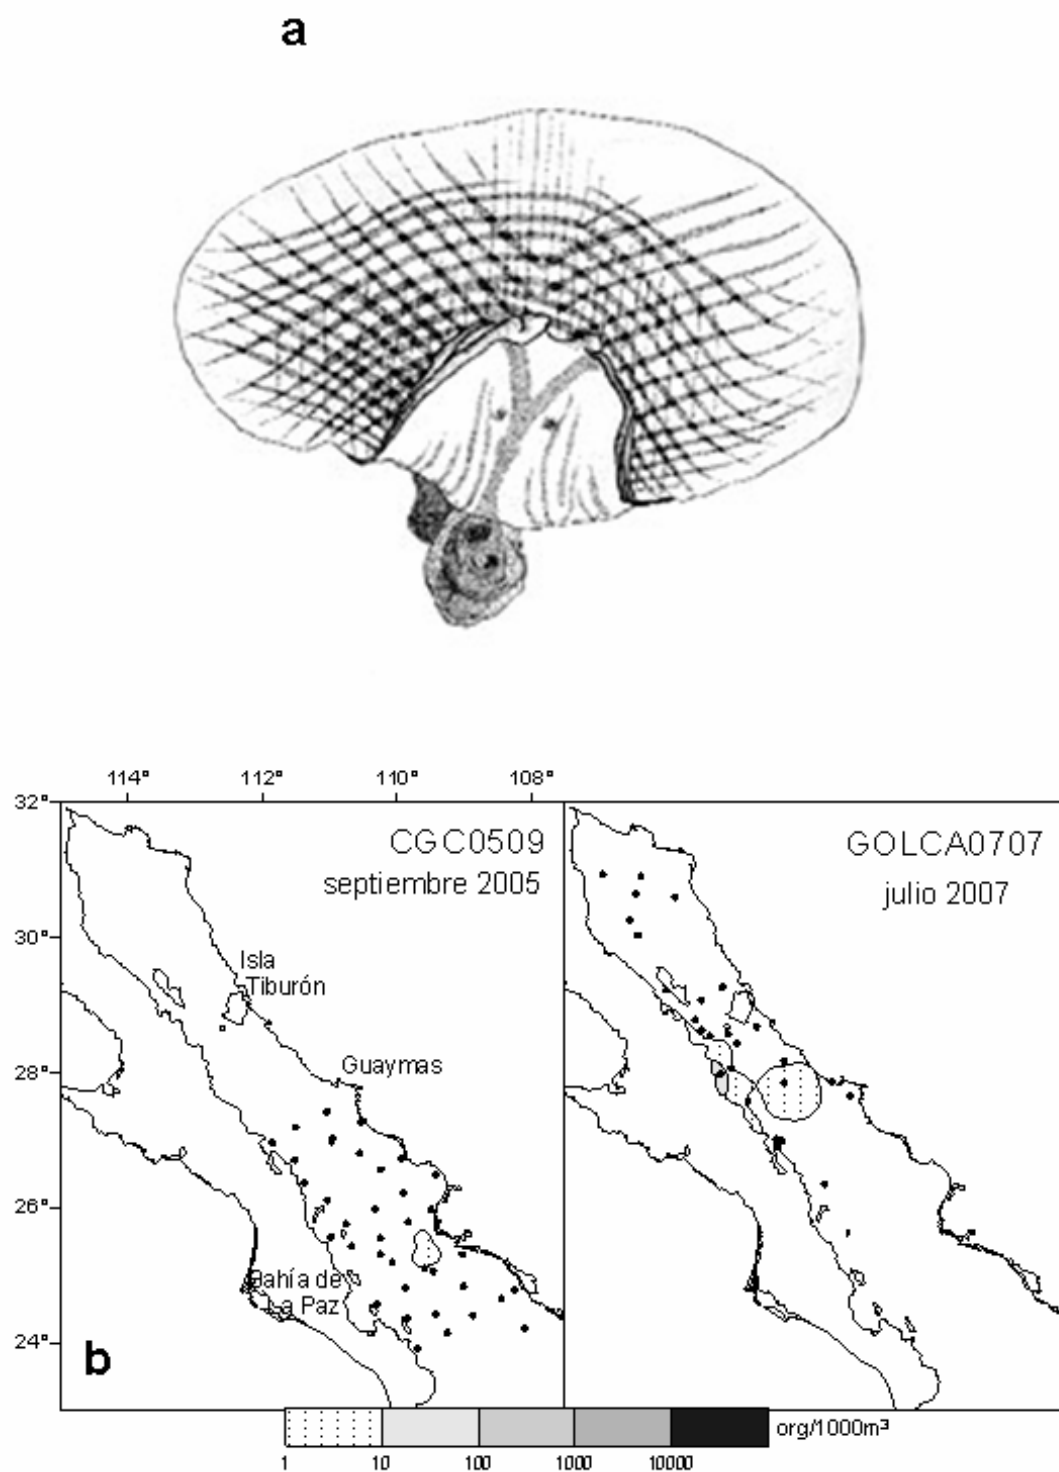 a
114° 112° 110° 108°
32°
CGC0509
septiembre 2005
GOLCA0707
julio 2007
30°
Isla
Tiburón
28°
Guaymas
26°
Bahía de
La Paz
24°
b
org/1000m³
1 10 100 1000 10000